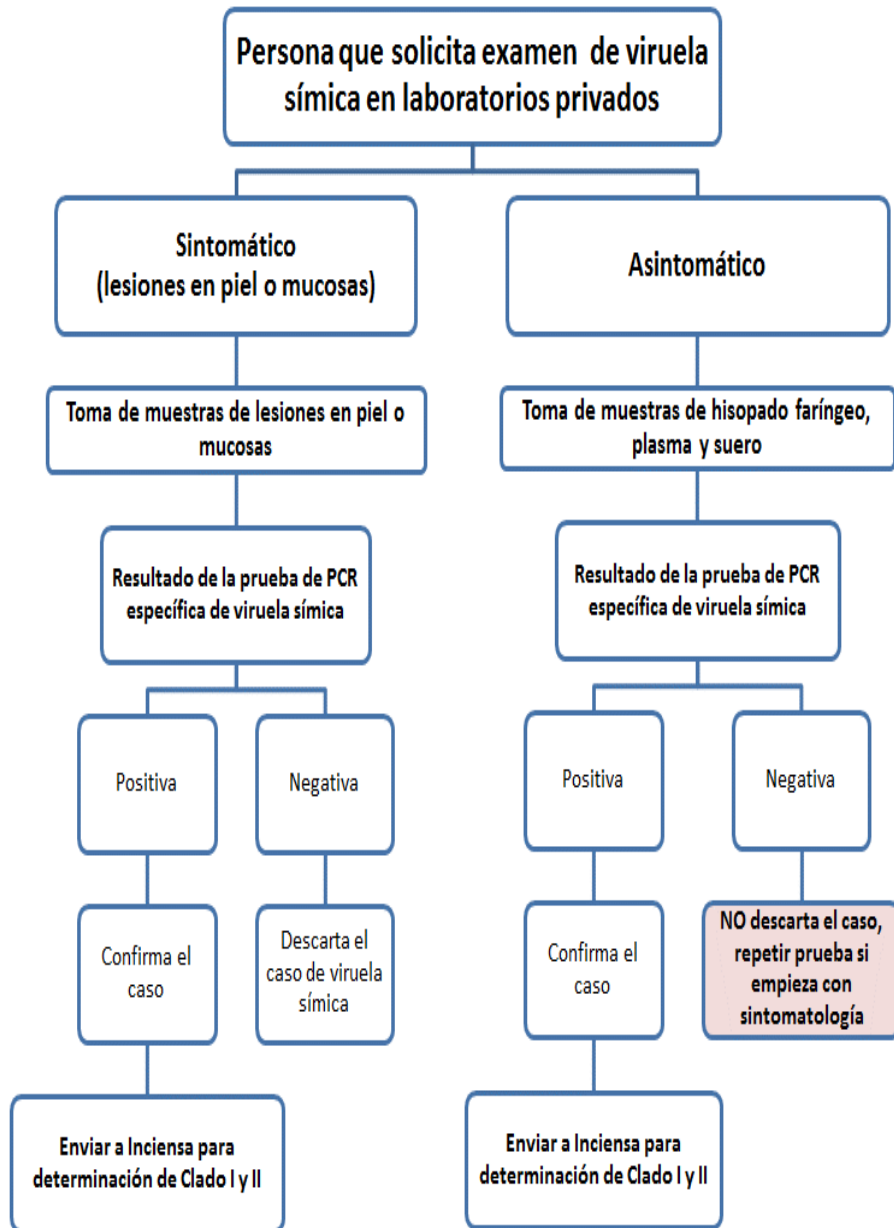 Persona que solicita examen de viruela
símica en laboratorios privados
Sintomático
(lesiones en piel o mucosas)
Asintomático
Toma de muestras de lesiones en piel o
mucosas
Toma de muestras de hisopado faríngeo,
plasma y suero
Resultado de la prueba de PCR
específica de viruela símica
Resultado de la prueba de PCR
específica de viruela símica
Positiva
Negativa
Positiva
Negativa
Confirma el
caso
Descarta el
caso de viruela
símica
Confirma el
caso
NO descarta el caso,
repetir prueba si
empieza con
sintomatología
Enviar a Inciensa para
determinación de Clado I y II
Enviar a Inciensa para
determinación de Clado I y II